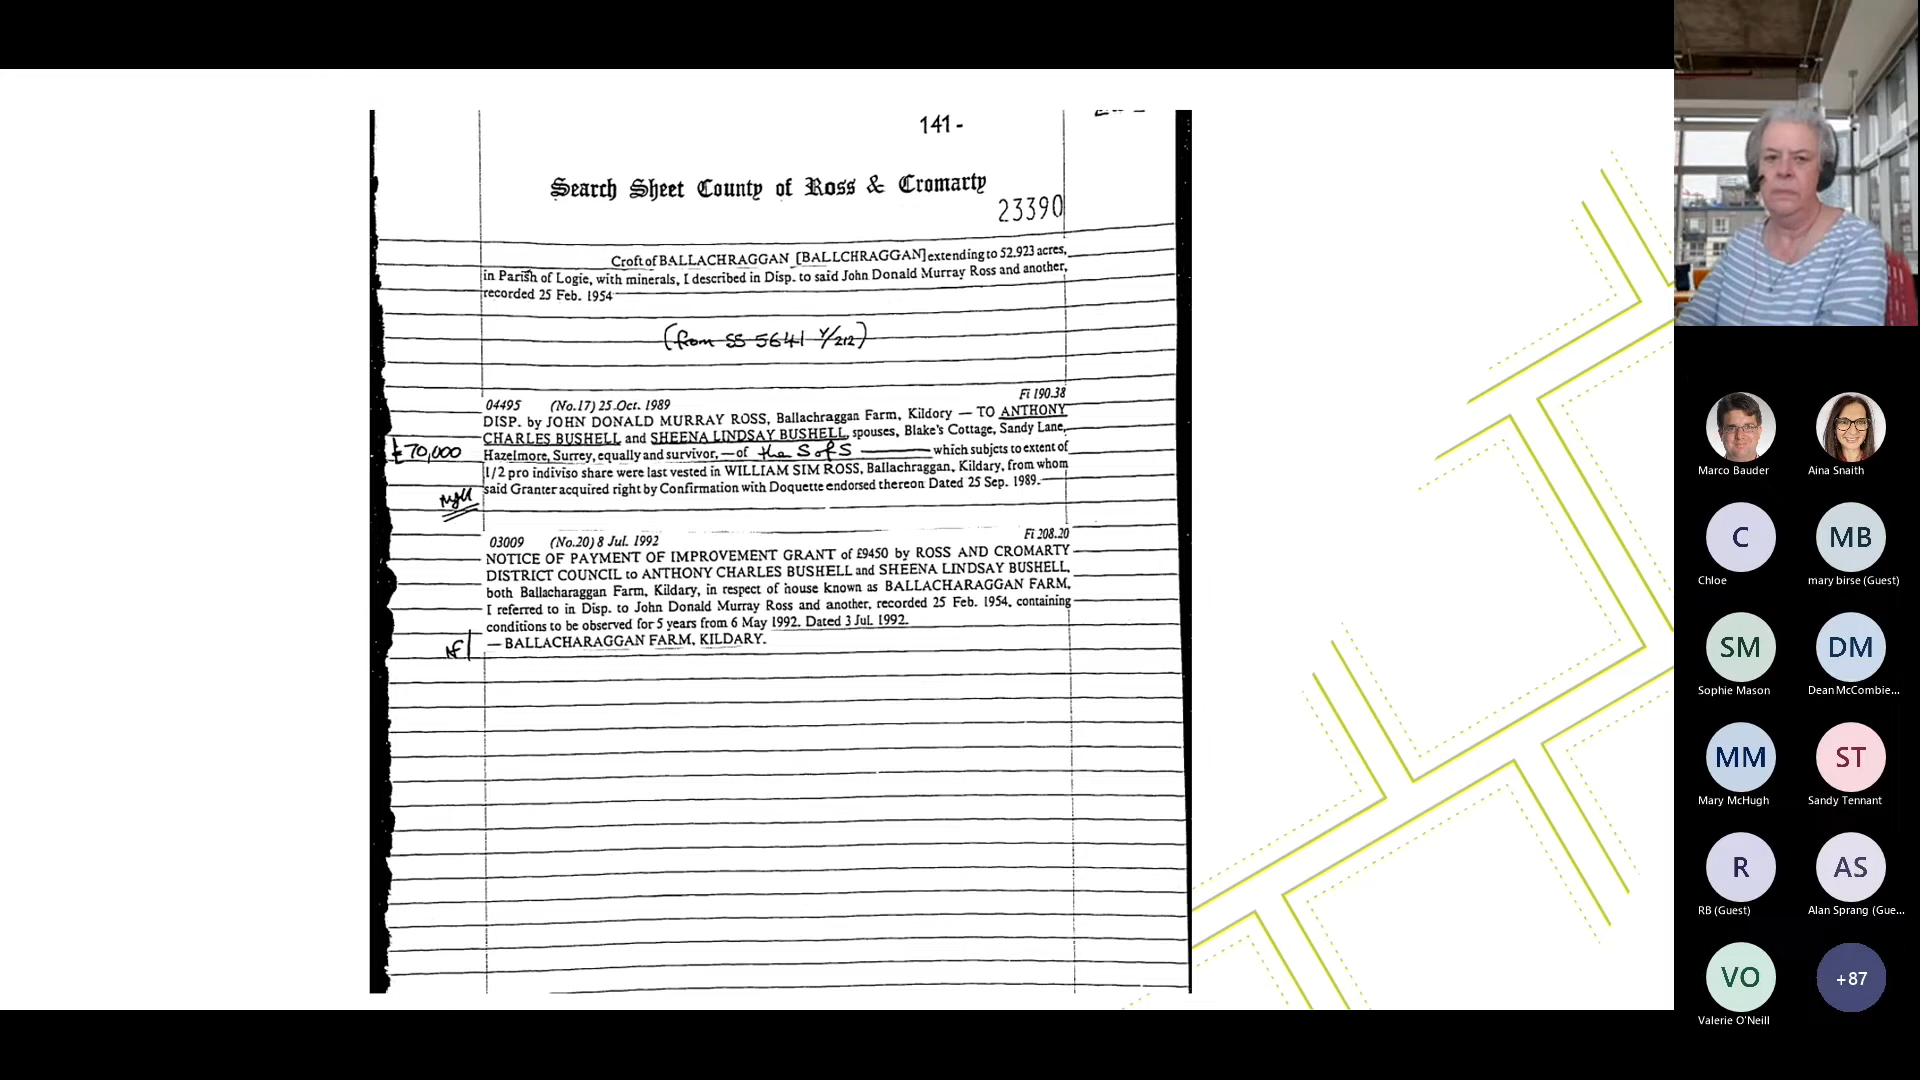 141 -
Search Sheet County of Ross & Cromarty
23390
Croft of BALLACHRAGGAN [BALLCHRAGGAN] extending to 52.923 acres,
in Parish of Logie, with minerals, I described in Disp. to said John Donald Murray Ross and another,
recorded 25 Feb. 1954
(from SS 5641 Y/212)
04495 (No.17) 25 Oct. 1989 Fi 190.38
DISP. by JOHN DONALD MURRAY ROSS, Ballachraggan Farm, Kildory — TO ANTHONY
CHARLES BUSHELL and SHEENA LINDSAY BUSHELL, spouses, Blake's Cottage, Sandy Lane,
£70,000 Hazelmore, Surrey, equally and survivor, — of the S of S which subjcts to extent of
1/2 pro indiviso share were last vested in WILLIAM SIM ROSS, Ballachraggan, Kildary, from whom
said Granter acquired right by Confirmation with Doquette endorsed thereon Dated 25 Sep. 1989.
03009 (No.20) 8 Jul. 1992 Fi 208.20
NOTICE OF PAYMENT OF IMPROVEMENT GRANT of £9450 by ROSS AND CROMARTY
DISTRICT COUNCIL to ANTHONY CHARLES BUSHELL and SHEENA LINDSAY BUSHELL,
both Ballacharaggan Farm, Kildary, in respect of house known as BALLACHARAGGAN FARM,
I referred to in Disp. to John Donald Murray Ross and another, recorded 25 Feb. 1954, containing
conditions to be observed for 5 years from 6 May 1992. Dated 3 Jul. 1992.
— BALLACHARAGGAN FARM, KILDARY.
Marco Bauder
Aina Snaith
C
MB
Chloe
mary birse (Guest)
SM
DM
Sophie Mason
Dean McCombie...
MM
ST
Mary McHugh
Sandy Tennant
R
AS
RB (Guest)
Alan Sprang (Gue...
VO
+87
Valerie O'Neill